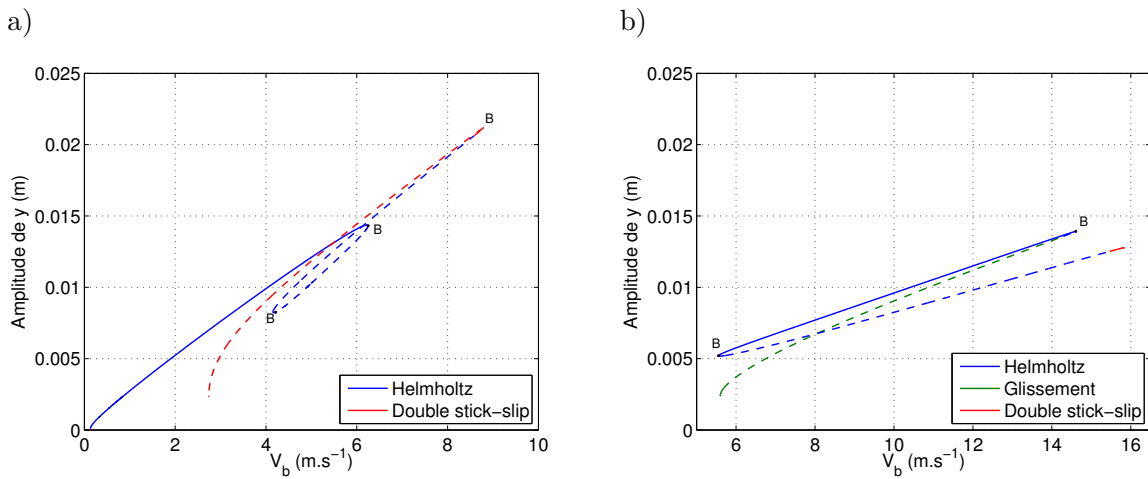 a)
0.025
0.02
0.015
0.01
0.005
0
Amplitude de y (m)
B
B
B
Helmholtz
Double stick−slip
0 2 4 6 8 10
V_b (m.s⁻¹)
b)
0.025
0.02
0.015
0.01
0.005
0
Amplitude de y (m)
B
B
Helmholtz
Glissement
Double stick−slip
6 8 10 12 14 16
V_b (m.s⁻¹)